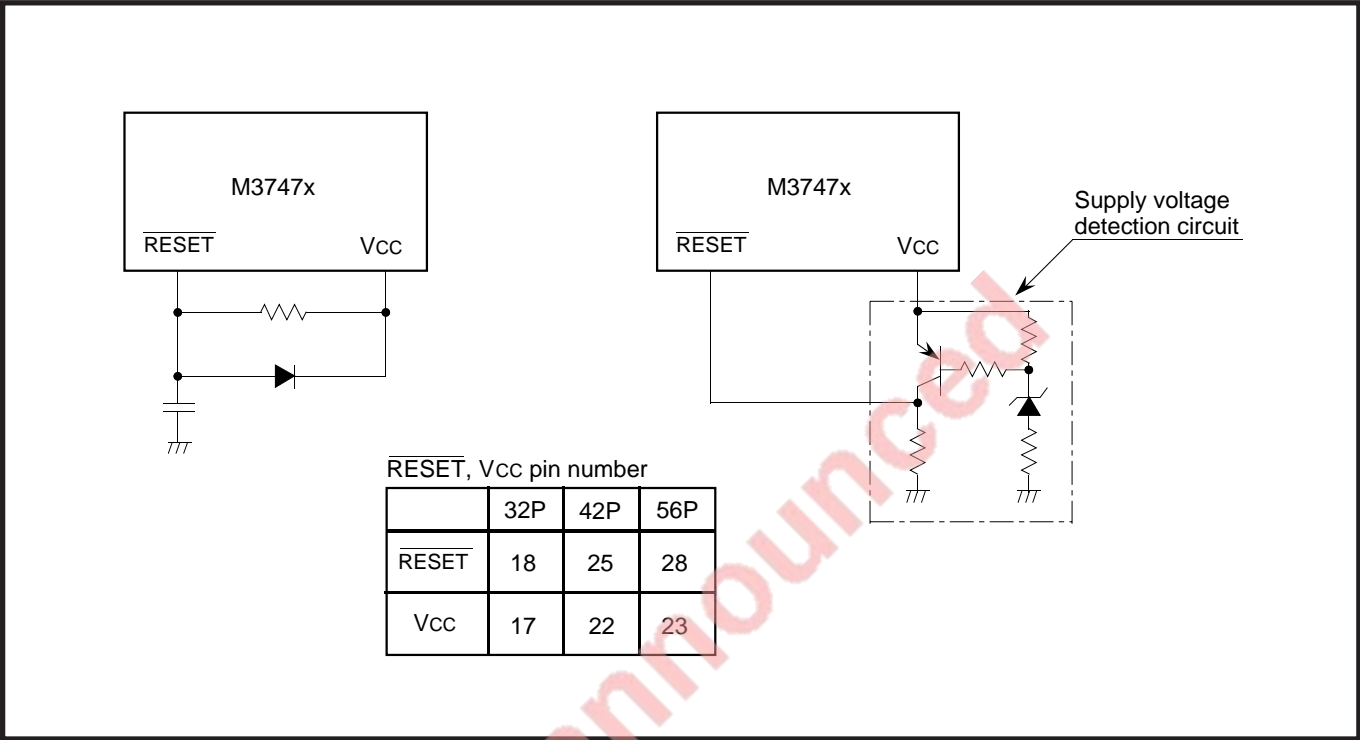 M3747x
RESET VCC
M3747x
RESET VCC
Supply voltage
detection circuit
RESET, VCC pin number
32P 42P 56P
RESET 18 25 28
VCC 17 22 23
nnounced